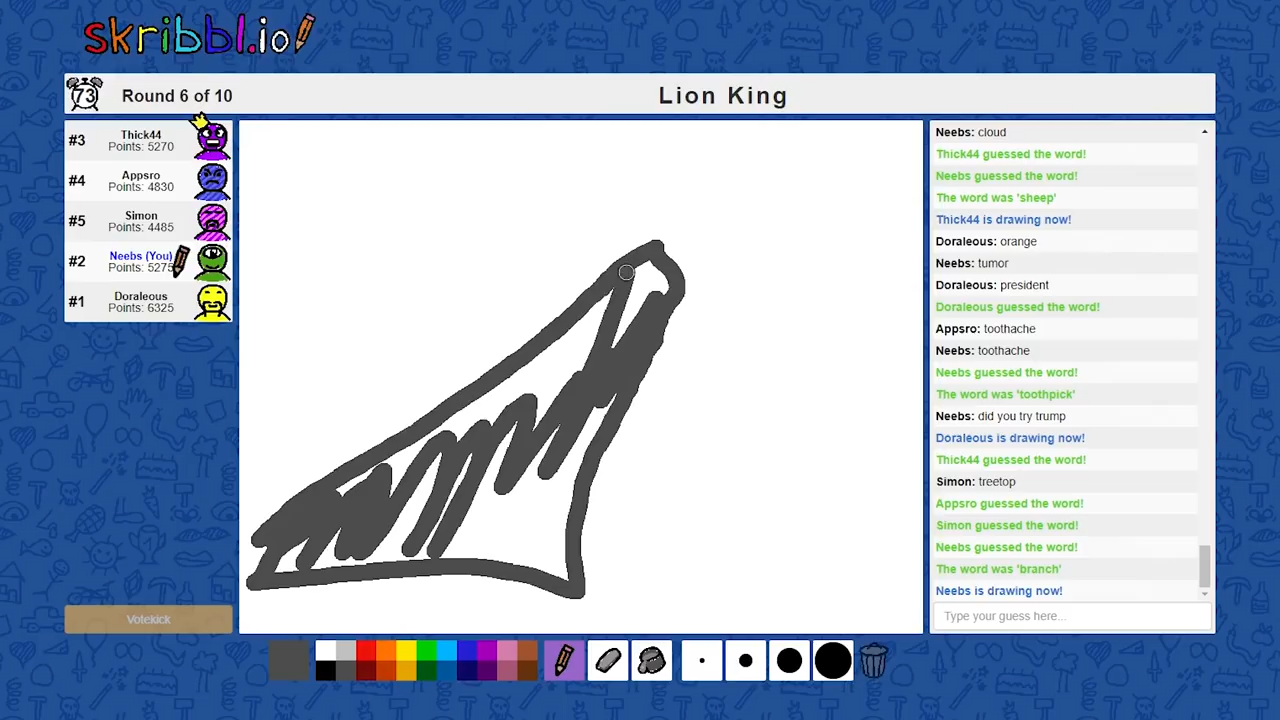 skribbl.io
73
Round 6 of 10
Lion King
#3
Thick44
Points: 5270
#4
Appsro
Points: 4830
#5
Simon
Points: 4485
#2
Neebs (You)
Points: 5275
#1
Doraleous
Points: 6325
Votekick
Neebs: cloud
Thick44 guessed the word!
Neebs guessed the word!
The word was 'sheep'
Thick44 is drawing now!
Doraleous: orange
Neebs: tumor
Doraleous: president
Doraleous guessed the word!
Appsro: toothache
Neebs: toothache
Neebs guessed the word!
The word was 'toothpick'
Neebs: did you try trump
Doraleous is drawing now!
Thick44 guessed the word!
Simon: treetop
Appsro guessed the word!
Simon guessed the word!
Neebs guessed the word!
The word was 'branch'
Neebs is drawing now!
Type your guess here...